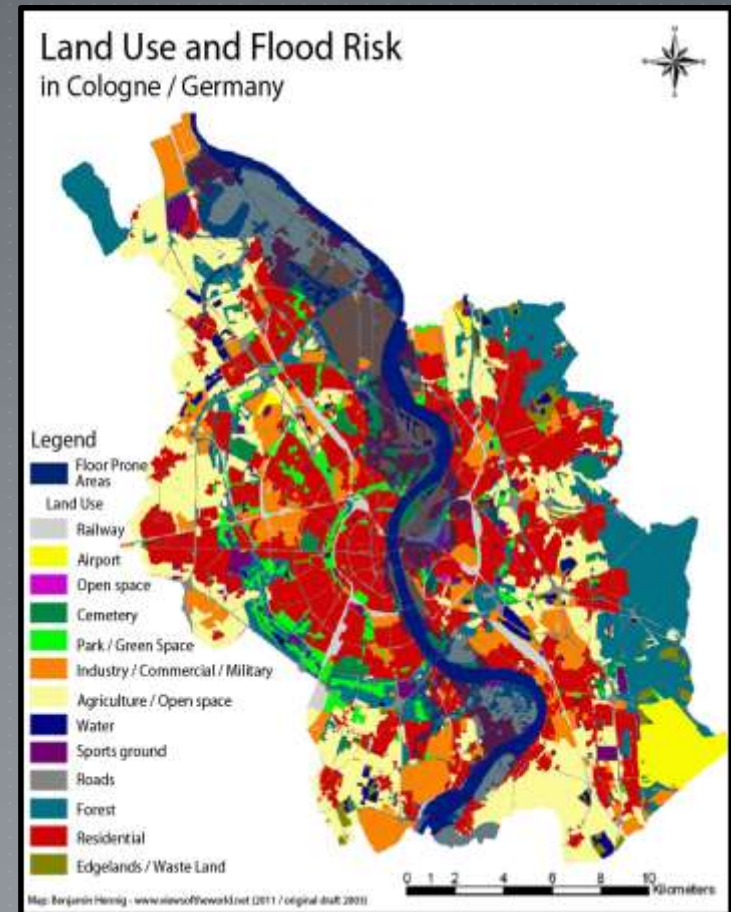 Land Use and Flood Risk
in Cologne / Germany
Legend
Floor Prone
Areas
Land Use
Railway
Airport
Open space
Cemetery
Park / Green Space
Industry / Commercial / Military
Agriculture / Open space
Water
Sports ground
Roads
Forest
Residential
Edgelands / Waste Land
0 1 2 4 6 8 10
Kilometers
Map: Benjamin Hennig - www.viewsoftheworld.net (2011 / original draft 2003)